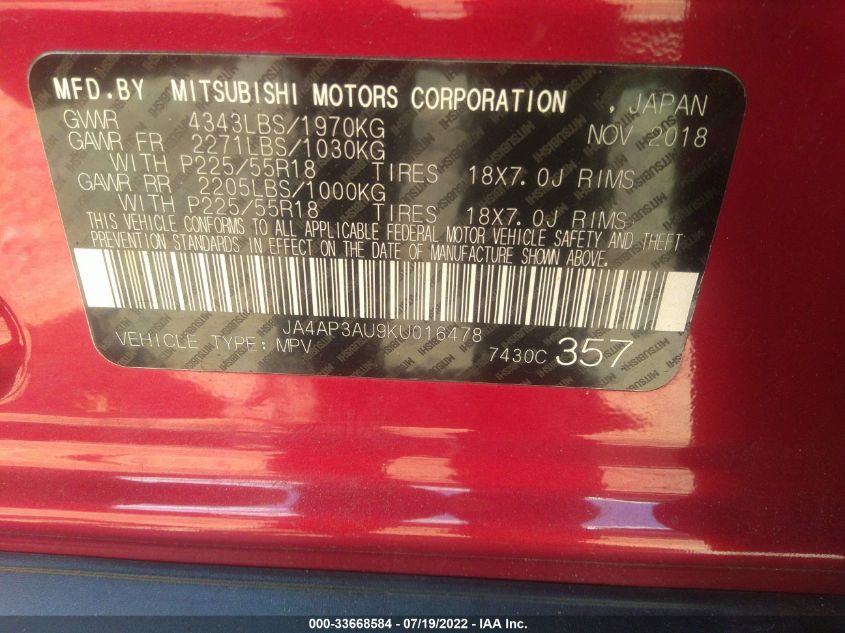 MFD.BY MITSUBISHI MOTORS CORPORATION , JAPAN
GVWR 4343LBS/1970KG NOV 2018
GAWR FR 2271LBS/1030KG
WITH P225/55R18 TIRES 18X7.0J RIMS
GAWR RR 2205LBS/1000KG
WITH P225/55R18 TIRES 18X7.0J RIMS
THIS VEHICLE CONFORMS TO ALL APPLICABLE FEDERAL MOTOR VEHICLE SAFETY AND THEFT
PREVENTION STANDARDS IN EFFECT ON THE DATE OF MANUFACTURE SHOWN ABOVE.
JA4AP3AU9KU016478
VEHICLE TYPE: MPV 7430C 357
000-33668584 - 07/19/2022 - IAA Inc.